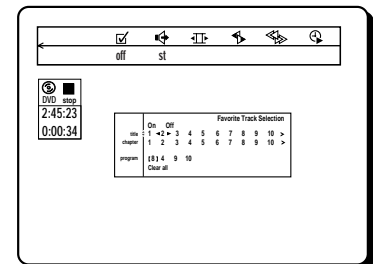 off st
DVD stop
2:45:23
0:00:34
Favorite Track Selection
On Off
title : 1 ◄2► 3 4 5 6 7 8 9 10 >
chapter 1 2 3 4 5 6 7 8 9 10 >
program [8] 4 9 10
Clear all